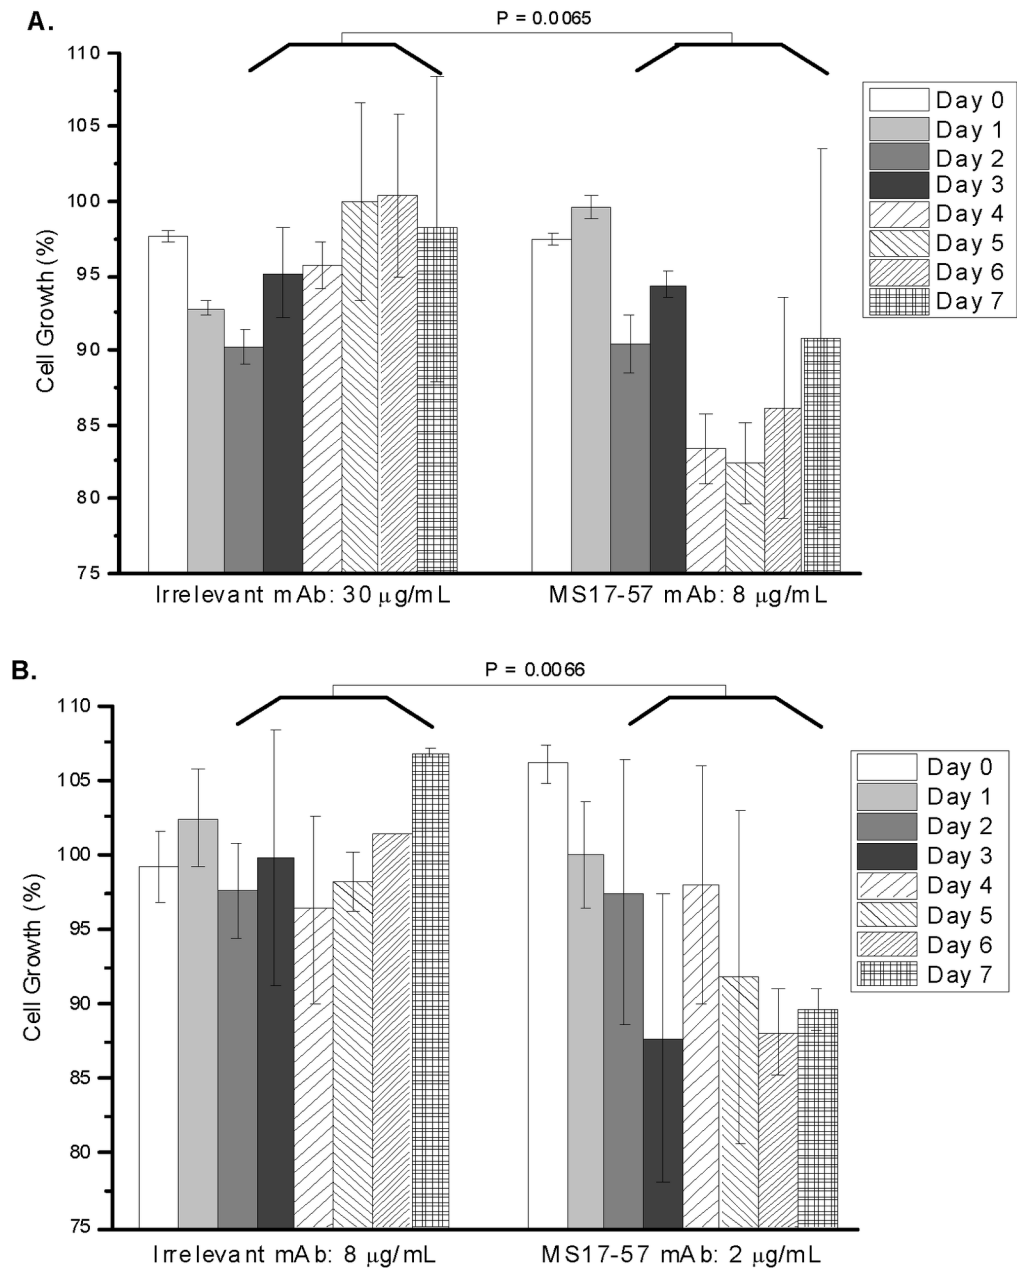 A.
P = 0.0065
110
105
100
95
90
85
80
75
Cell Growth (%)
Day 0
Day 1
Day 2
Day 3
Day 4
Day 5
Day 6
Day 7
Irrelevant mAb: 30 μg/mL
MS17-57 mAb: 8 μg/mL
B.
P = 0.0066
110
105
100
95
90
85
80
75
Cell Growth (%)
Day 0
Day 1
Day 2
Day 3
Day 4
Day 5
Day 6
Day 7
Irrelevant mAb: 8 μg/mL
MS17-57 mAb: 2 μg/mL